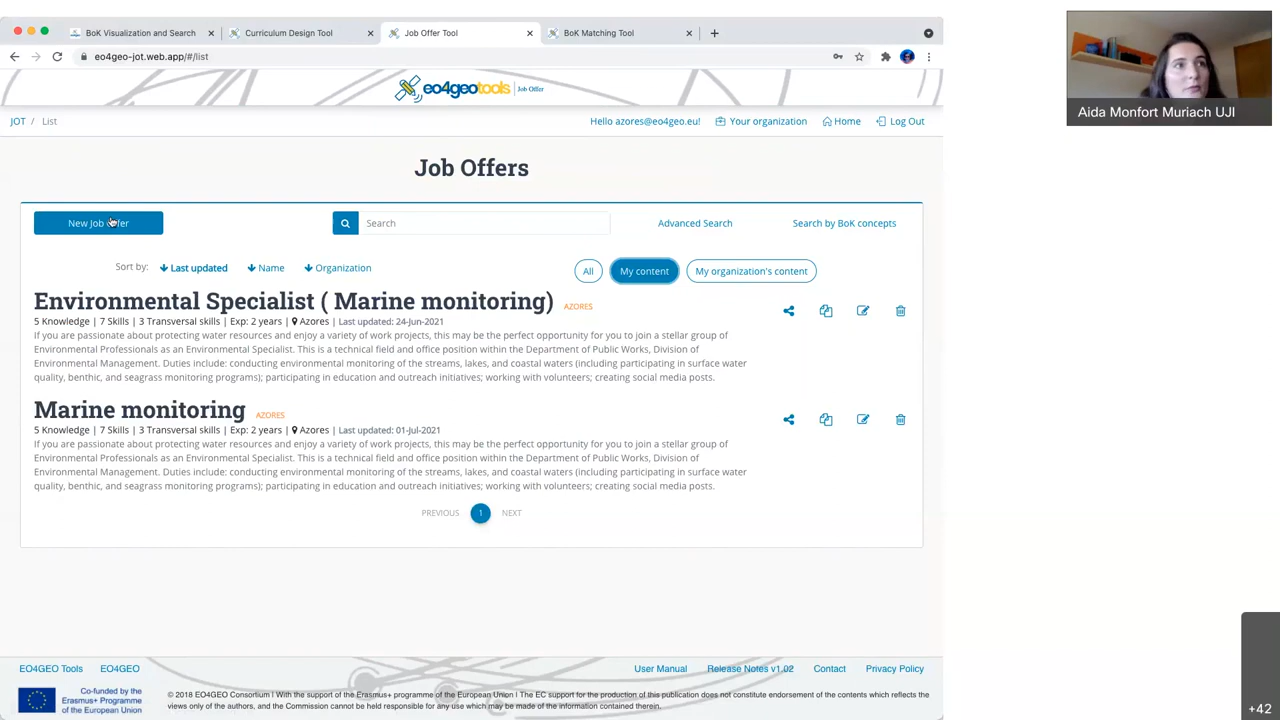 BoK Visualization and Search
Curriculum Design Tool
Job Offer Tool
BoK Matching Tool
eo4geo-jot.web.app/#/list
eo4geotools | Job Offer
JOT / List
Hello azores@eo4geo.eu! Your organization Home Log Out
Job Offers
New Job Offer
Search
Advanced Search
Search by BoK concepts
Sort by: Last updated Name Organization
All My content My organization's content
Environmental Specialist ( Marine monitoring) AZORES
5 Knowledge | 7 Skills | 3 Transversal skills | Exp: 2 years | Azores | Last updated: 24-Jun-2021
If you are passionate about protecting water resources and enjoy a variety of work projects, this may be the perfect opportunity for you to join a stellar group of
Environmental Professionals as an Environmental Specialist. This is a technical field and office position within the Department of Public Works, Division of
Environmental Management. Duties include: conducting environmental monitoring of the streams, lakes, and coastal waters (including participating in surface water
quality, benthic, and seagrass monitoring programs); participating in education and outreach initiatives; working with volunteers; creating social media posts.
Marine monitoring AZORES
5 Knowledge | 7 Skills | 3 Transversal skills | Exp: 2 years | Azores | Last updated: 01-Jul-2021
If you are passionate about protecting water resources and enjoy a variety of work projects, this may be the perfect opportunity for you to join a stellar group of
Environmental Professionals as an Environmental Specialist. This is a technical field and office position within the Department of Public Works, Division of
Environmental Management. Duties include: conducting environmental monitoring of the streams, lakes, and coastal waters (including participating in surface water
quality, benthic, and seagrass monitoring programs); participating in education and outreach initiatives; working with volunteers; creating social media posts.
PREVIOUS 1 NEXT
EO4GEO Tools EO4GEO
User Manual Release Notes v1.02 Contact Privacy Policy
Co-funded by the
Erasmus+ Programme
of the European Union
© 2018 EO4GEO Consortium | With the support of the Erasmus+ programme of the European Union | The EC support for the production of this publication does not constitute endorsement of the contents which reflects the
views only of the authors, and the Commission cannot be held responsible for any use which may be made of the information contained therein.
Aida Monfort Muriach UJI
+42